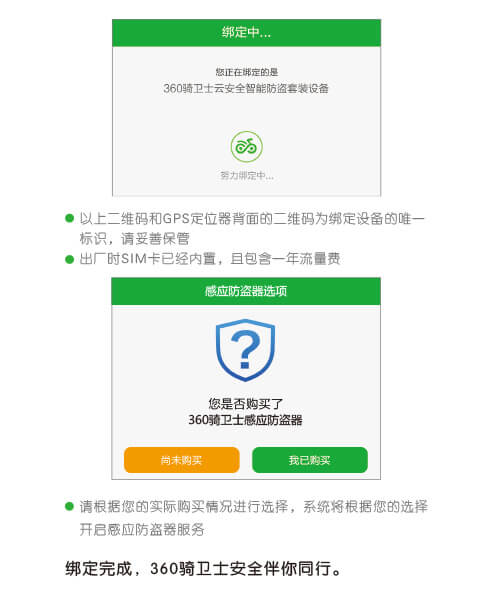 绑定中...
您正在绑定的是
360骑卫士云安全智能防盗套装设备
努力绑定中...
以上二维码和GPS定位器背面的二维码为绑定设备的唯一
标识，请妥善保管
出厂时SIM卡已经内置，且包含一年流量费
感应防盗器选项
?
您是否购买了
360骑卫士感应防盗器
尚未购买 我已购买
请根据您的实际购买情况进行选择，系统将根据您的选择
开启感应防盗器服务
绑定完成，360骑卫士安全伴你同行。